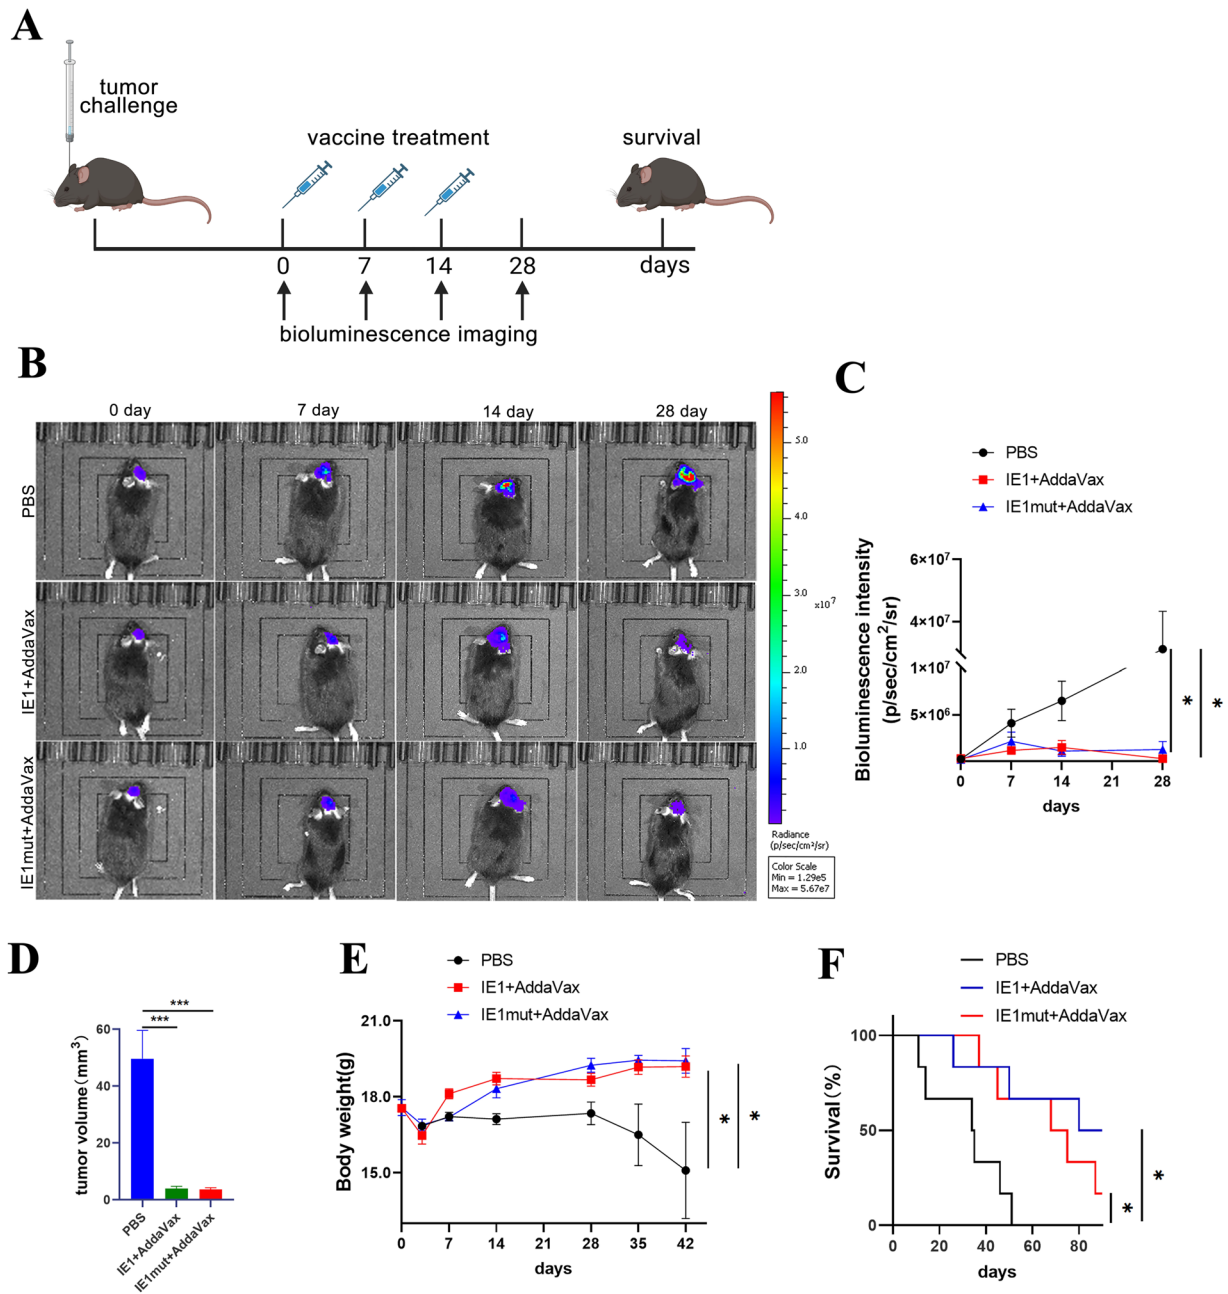 A
tumor
challenge
vaccine treatment
survival
0 7 14 28 days
bioluminescence imaging
B
0 day 7 day 14 day 28 day
PBS
IE1+AddaVax
IE1mut+AddaVax
5.0
4.0
3.0
x10⁷
2.0
1.0
Radiance
(p/sec/cm²/sr)
Color Scale
Min = 1.29e5
Max = 5.67e7
C
PBS
IE1+AddaVax
IE1mut+AddaVax
Bioluminescence intensity
(p/sec/cm²/sr)
6×10⁷
4×10⁷
1×10⁷
5×10⁶
* *
0 7 14 21 28
days
D
tumor volume(mm³)
60
40
20
0
***
***
PBS
IE1+AddaVax
IE1mut+AddaVax
E
PBS
IE1+AddaVax
IE1mut+AddaVax
Body weight(g)
21.0
18.0
15.0
* *
0 7 14 21 28 35 42
days
F
PBS
IE1+AddaVax
IE1mut+AddaVax
Survival(%)
100
50
0
* *
0 20 40 60 80
days